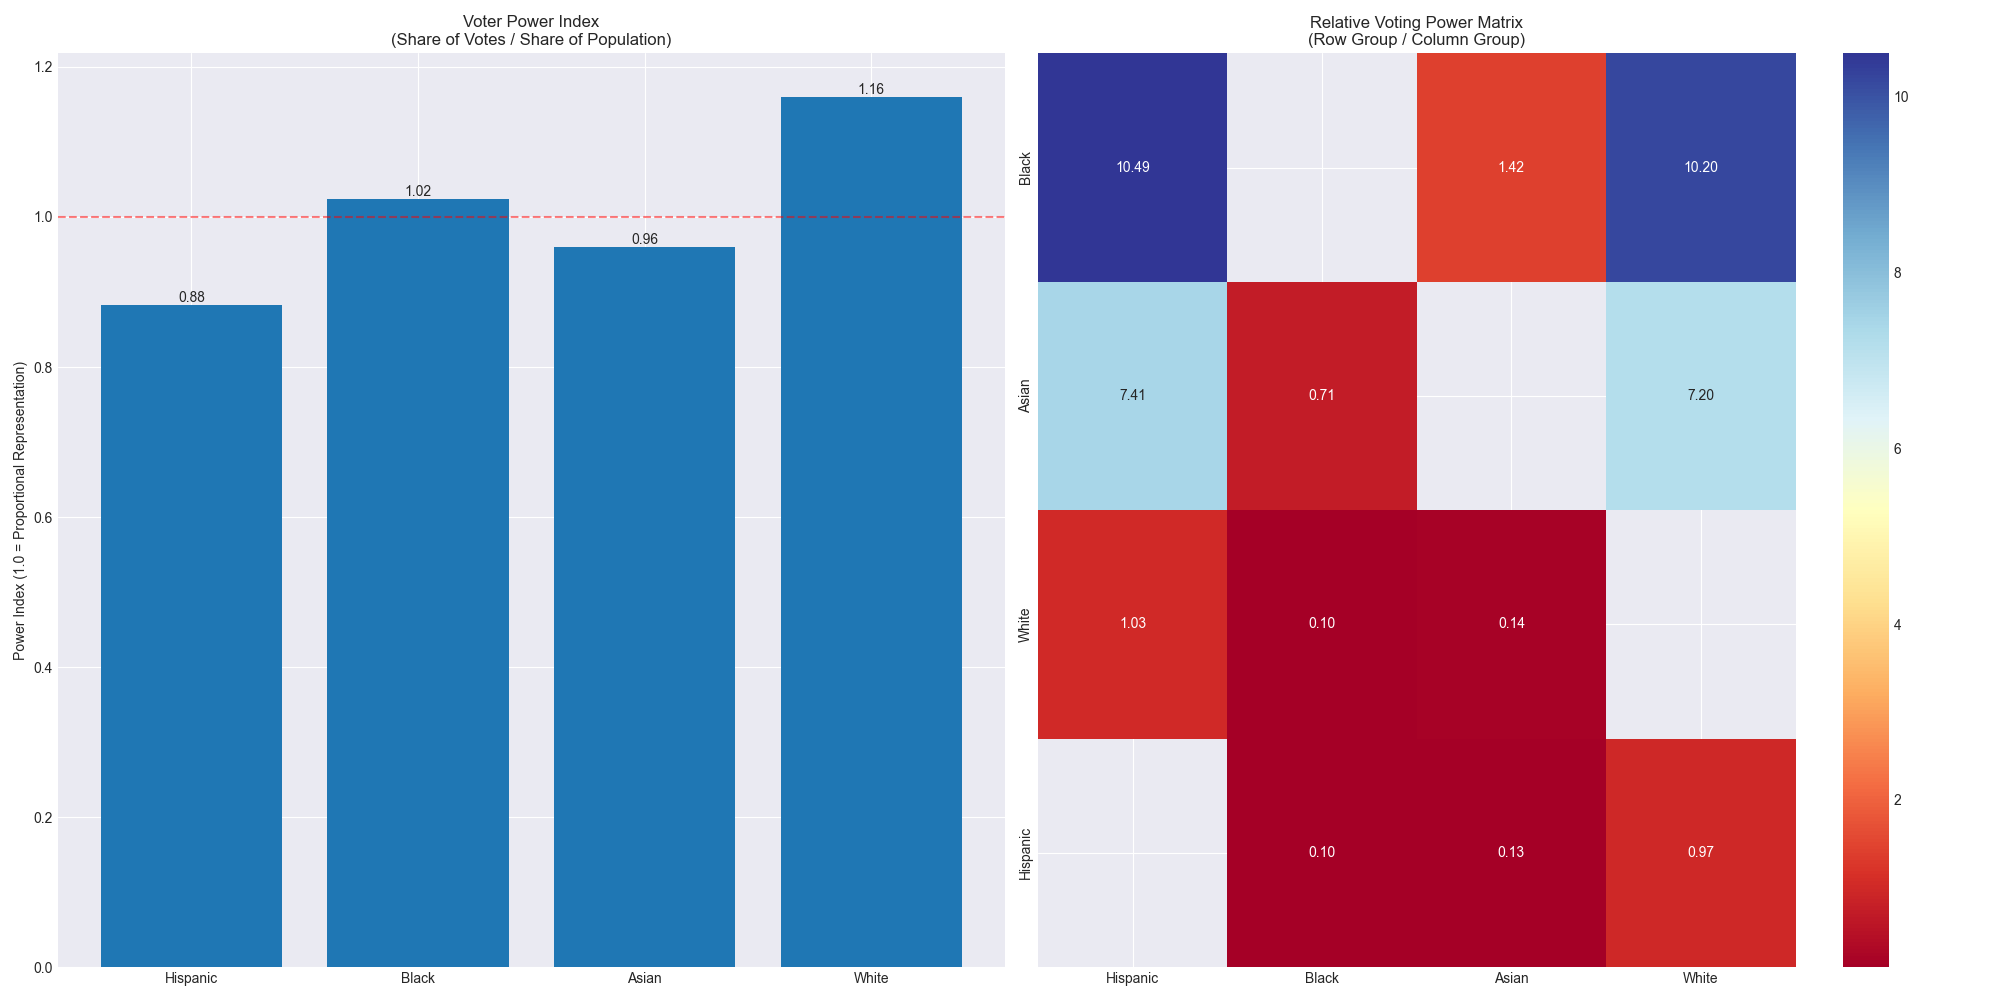 Voter Power Index
(Share of Votes / Share of Population)
Power Index (1.0 = Proportional Representation)
1.2
1.0
0.8
0.6
0.4
0.2
0.0
0.88
1.02
0.96
1.16
Hispanic
Black
Asian
White
Relative Voting Power Matrix
(Row Group / Column Group)
Black
10.49
1.42
10.20
Asian
7.41
0.71
7.20
White
1.03
0.10
0.14
Hispanic
0.10
0.13
0.97
Hispanic
Black
Asian
White
10
8
6
4
2